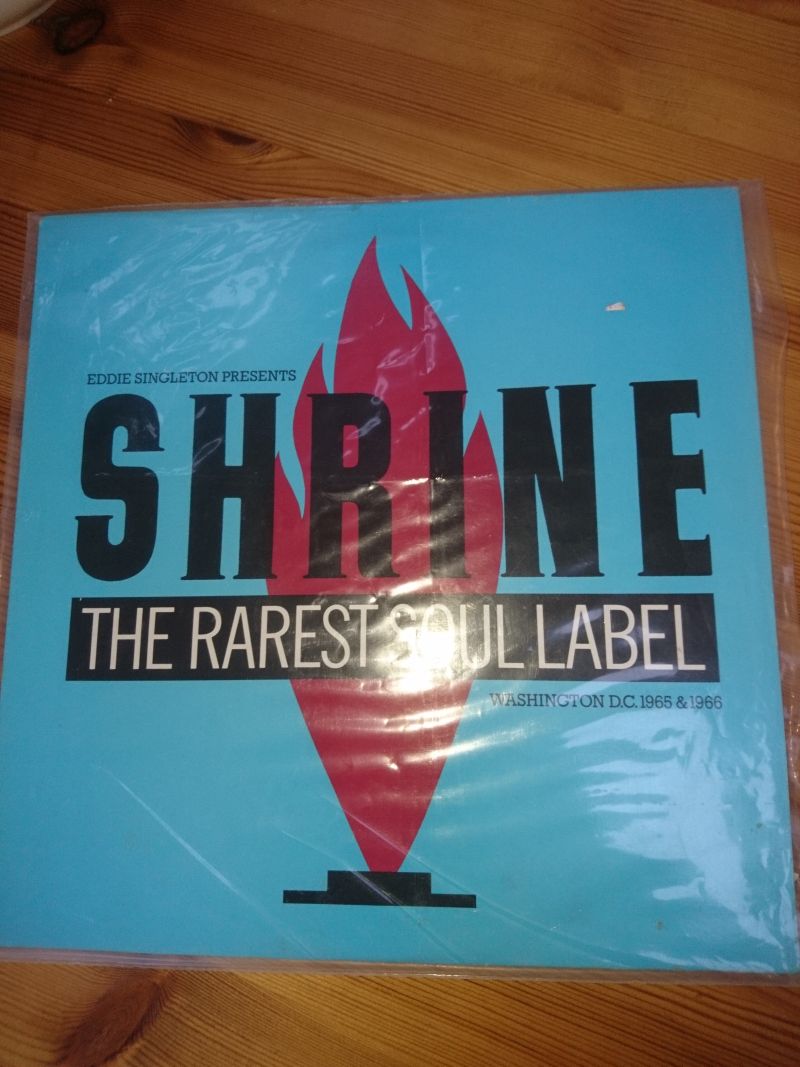 EDDIE SINGLETON PRESENTS
SHRINE
THE RAREST SOUL LABEL
WASHINGTON D.C. 1965 & 1966